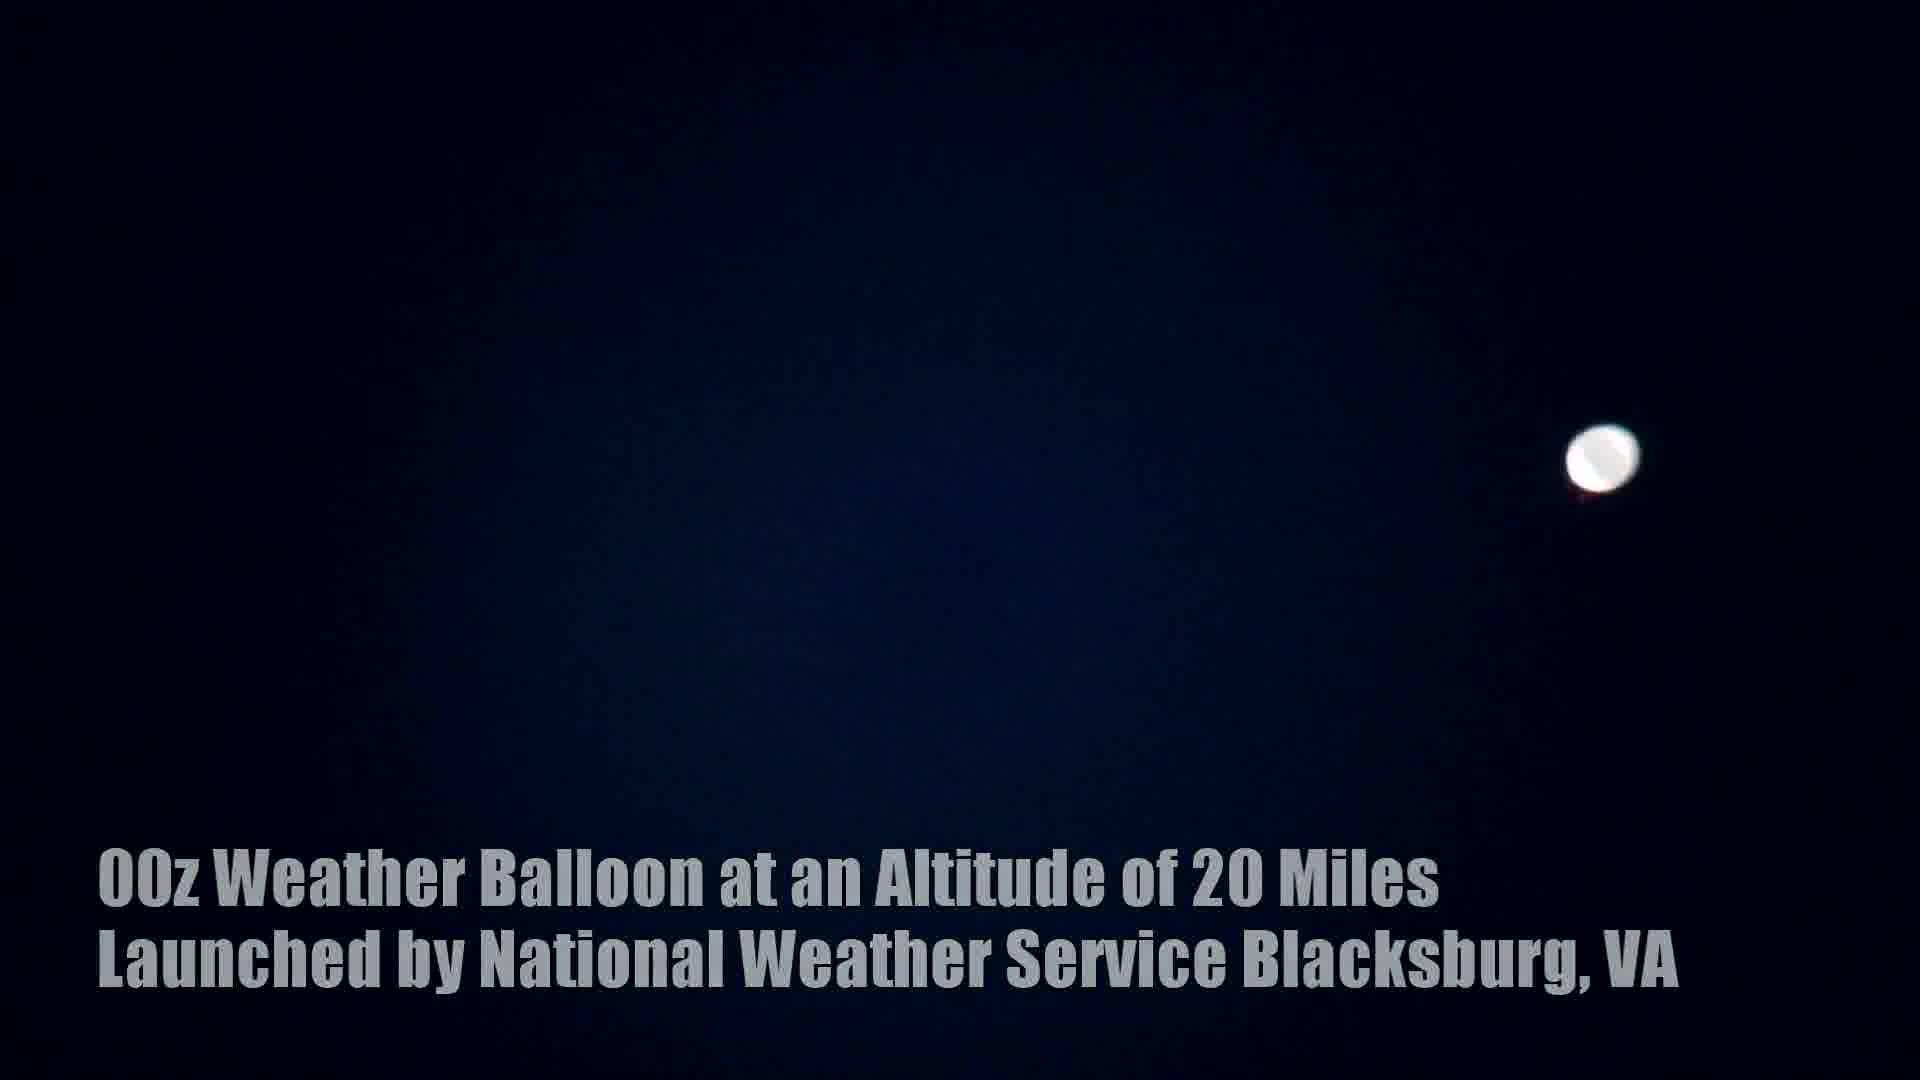 00z Weather Balloon at an Altitude of 20 Miles
Launched by National Weather Service Blacksburg, VA